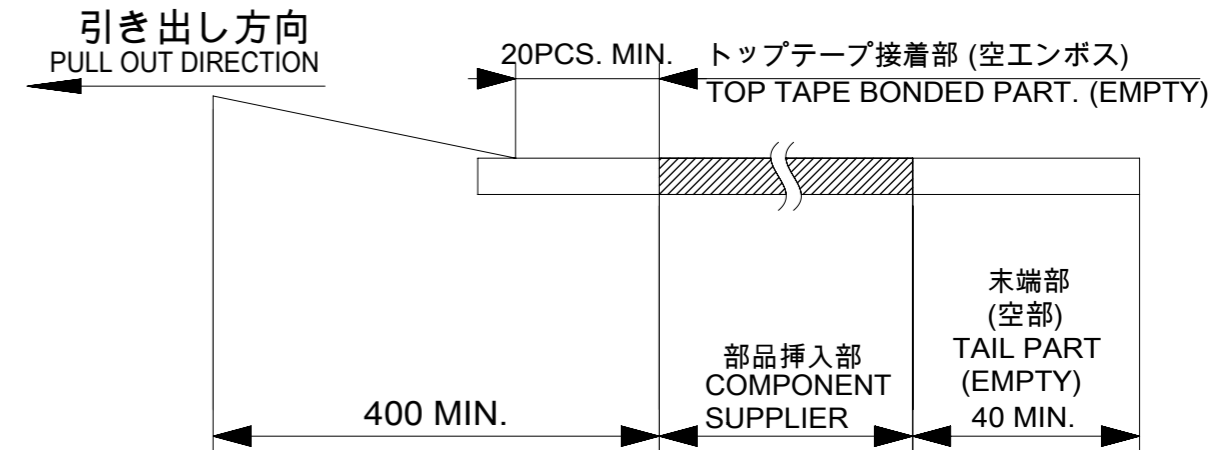 引き出し方向
PULL OUT DIRECTION
20PCS. MIN.
トップテープ接着部 (空エンボス)
TOP TAPE BONDED PART. (EMPTY)
400 MIN.
部品挿入部
COMPONENT
SUPPLIER
末端部
(空部)
TAIL PART
(EMPTY)
40 MIN.